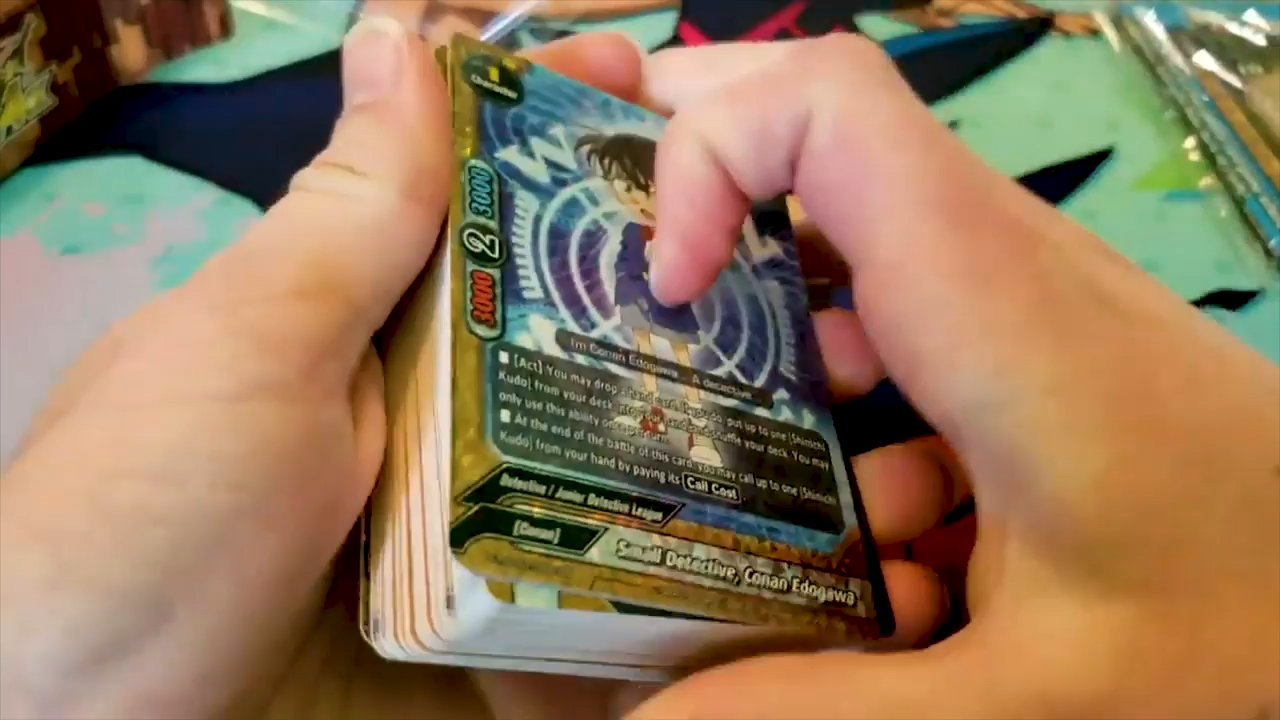 1
Character
W
3000
2
3000
I'm Conan Edogawa... A detective.
[Act] You may drop a hand card. If you do, put up to one [Shinichi
Kudo] from your deck into your hand and shuffle your deck. You may
only use this ability once per turn.
At the end of the battle of this card, you may call up to one [Shinichi
Kudo] from your hand by paying its Call Cost.
Detective / Junior Detective League
[Conan]
Small Detective, Conan Edogawa